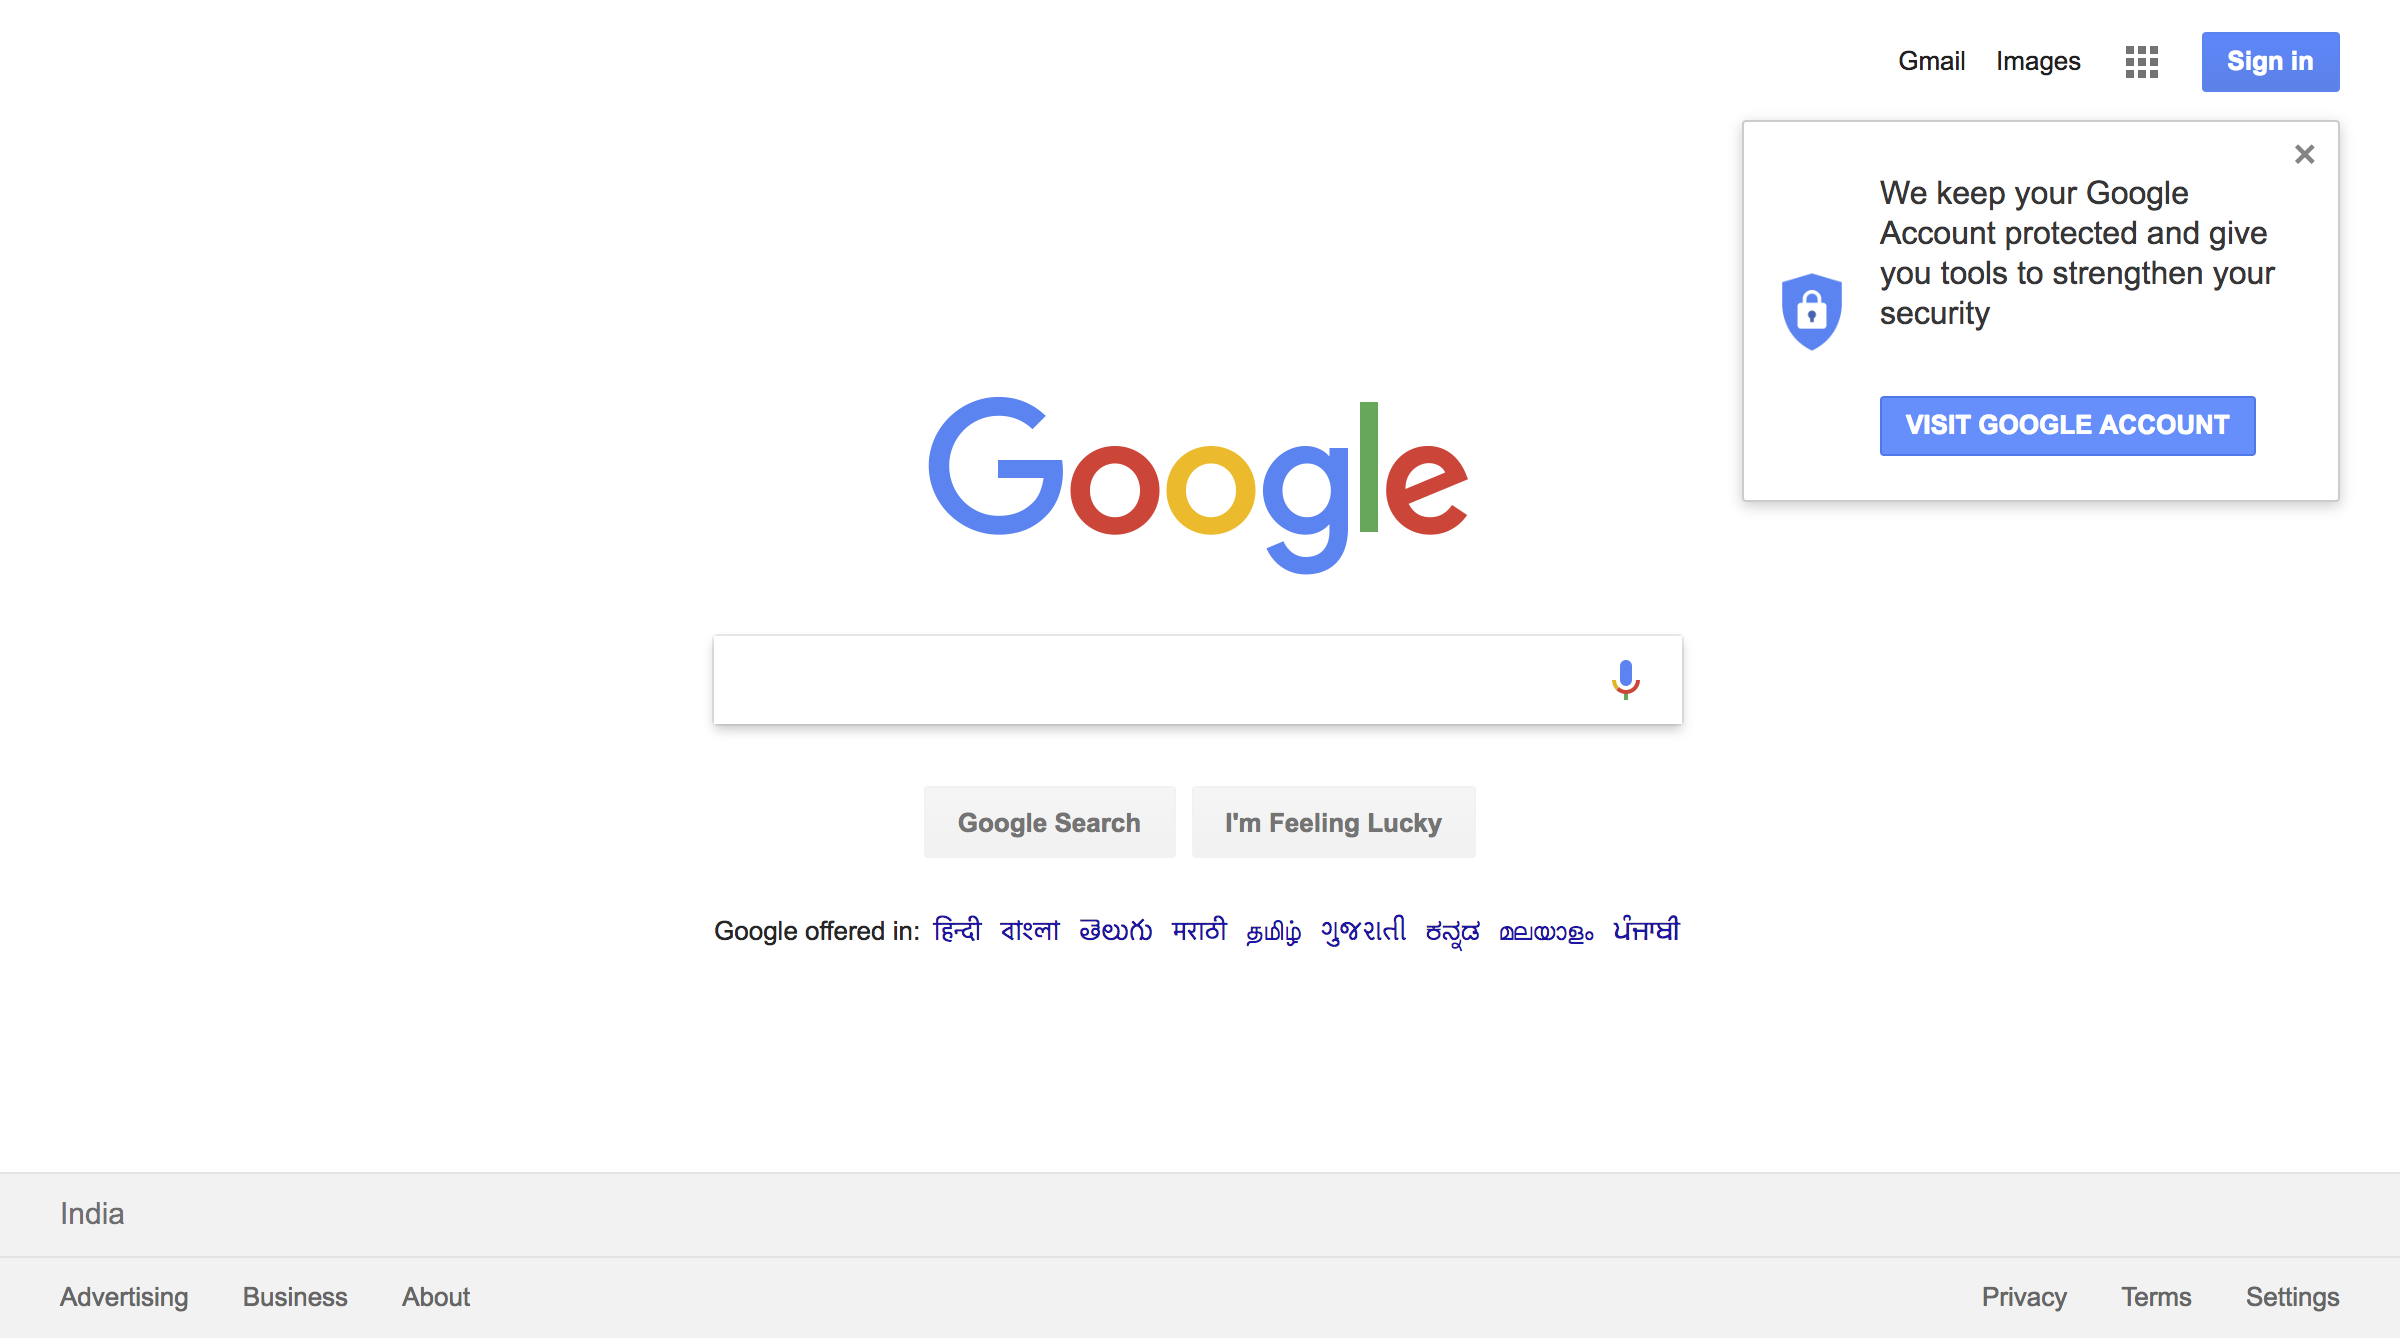 Gmail Images Sign in
We keep your Google
Account protected and give
you tools to strengthen your
security
VISIT GOOGLE ACCOUNT
Google
Google Search I'm Feeling Lucky
Google offered in: हिन्दी বাংলা తెలుగు मराठी தமிழ் ગુજરાતી ಕನ್ನಡ മലയാളം ਪੰਜਾਬੀ
India
Advertising Business About Privacy Terms Settings